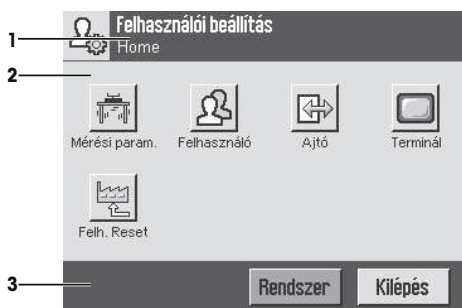 Felhasználói beállítás
1
Home
2
Mérési param. Felhasználó Ajtó Terminál
Felh. Reset
3
Rendszer Kilépés